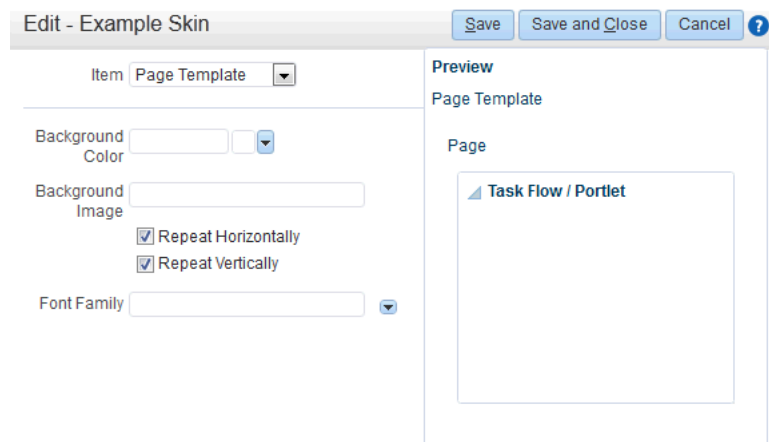 Edit - Example Skin
Save
Save and Close
Cancel
?
Item
Page Template
Background
Color
Background
Image
Repeat Horizontally
Repeat Vertically
Font Family
Preview
Page Template
Page
Task Flow / Portlet